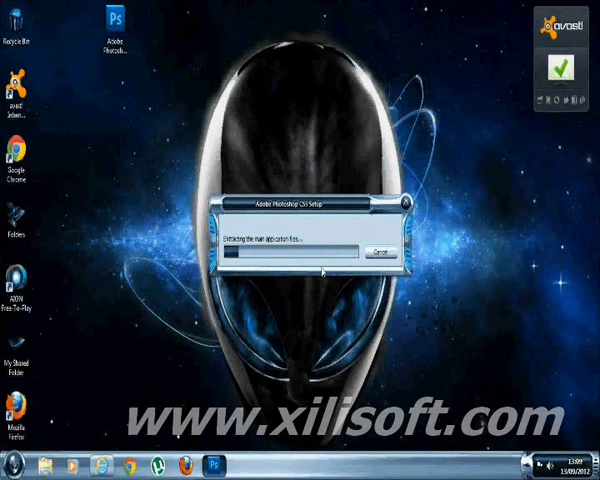 Recycle Bin
Adobe
Photosh...
avast!
avast!
Intern...
Google
Chrome
Adobe Photoshop CS5 Setup
Extracting the main application files...
Cancel
Folders
AION
Free-To-Play
My Shared
Folder
Mozilla
Firefox
www.xilisoft.com
13:09
13/09/2012